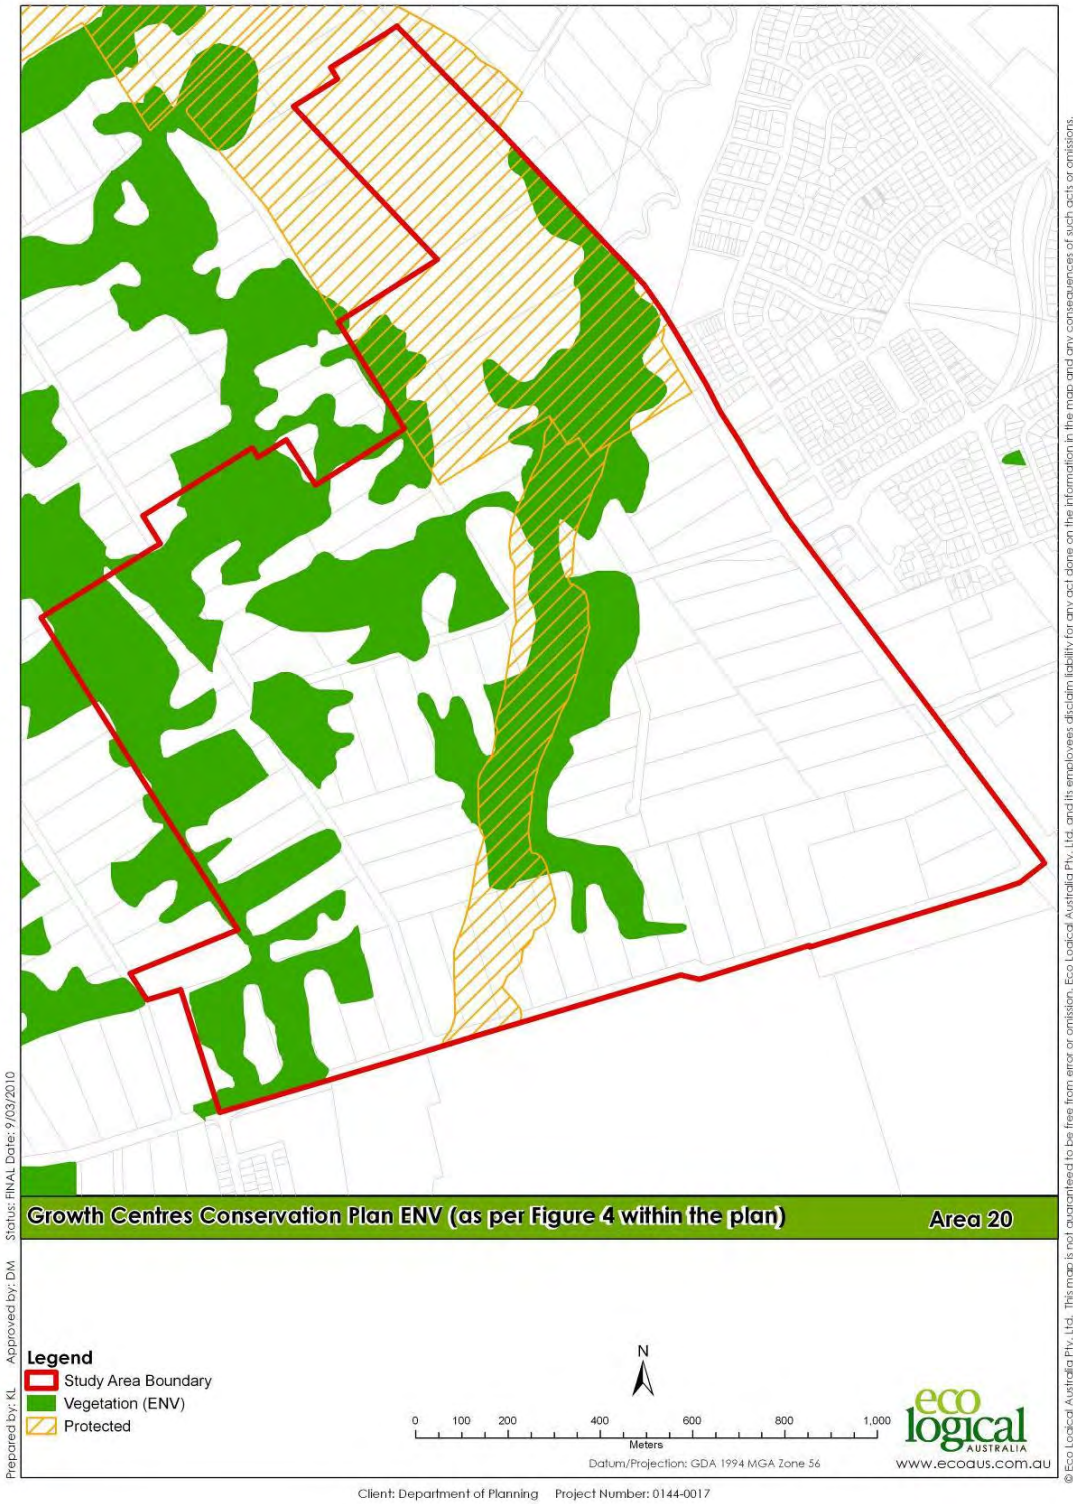 Growth Centres Conservation Plan ENV (as per Figure 4 within the plan) Area 20
Legend
Study Area Boundary
Vegetation (ENV)
Protected
N
0 100 200 400 600 800 1,000
Meters
Datum/Projection: GDA 1994 MGA Zone 56
eco
logical
AUSTRALIA
www.ecoaus.com.au
Client: Department of Planning Project Number: 0144-0017
Prepared by: KL Approved by: DM Status: FINAL Date: 9/03/2010
© Eco Logical Australia Pty. Ltd. This map is not guaranteed to be free from error or omission. Eco Logical Australia Pty. Ltd. and its employees disclaim liability for any act done on the information in the map and any consequences of such acts or omissions.